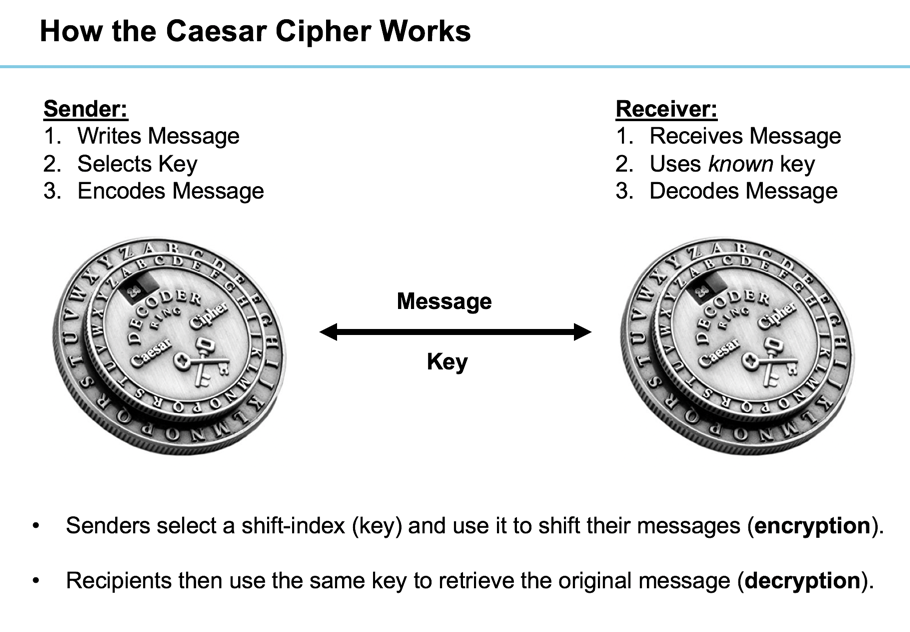 How the Caesar Cipher Works
Sender:
1. Writes Message
2. Selects Key
3. Encodes Message
Receiver:
1. Receives Message
2. Uses known key
3. Decodes Message
A B C D E F G H I J K L M N O P Q R S T U V W X Y Z
A B C D E F G H I J K L M N O P Q R S T U V W X Y Z
DECODER
RING
Caesar Cipher
Message
Key
A B C D E F G H I J K L M N O P Q R S T U V W X Y Z
A B C D E F G H I J K L M N O P Q R S T U V W X Y Z
DECODER
RING
Caesar Cipher
• Senders select a shift-index (key) and use it to shift their messages (encryption).
• Recipients then use the same key to retrieve the original message (decryption).